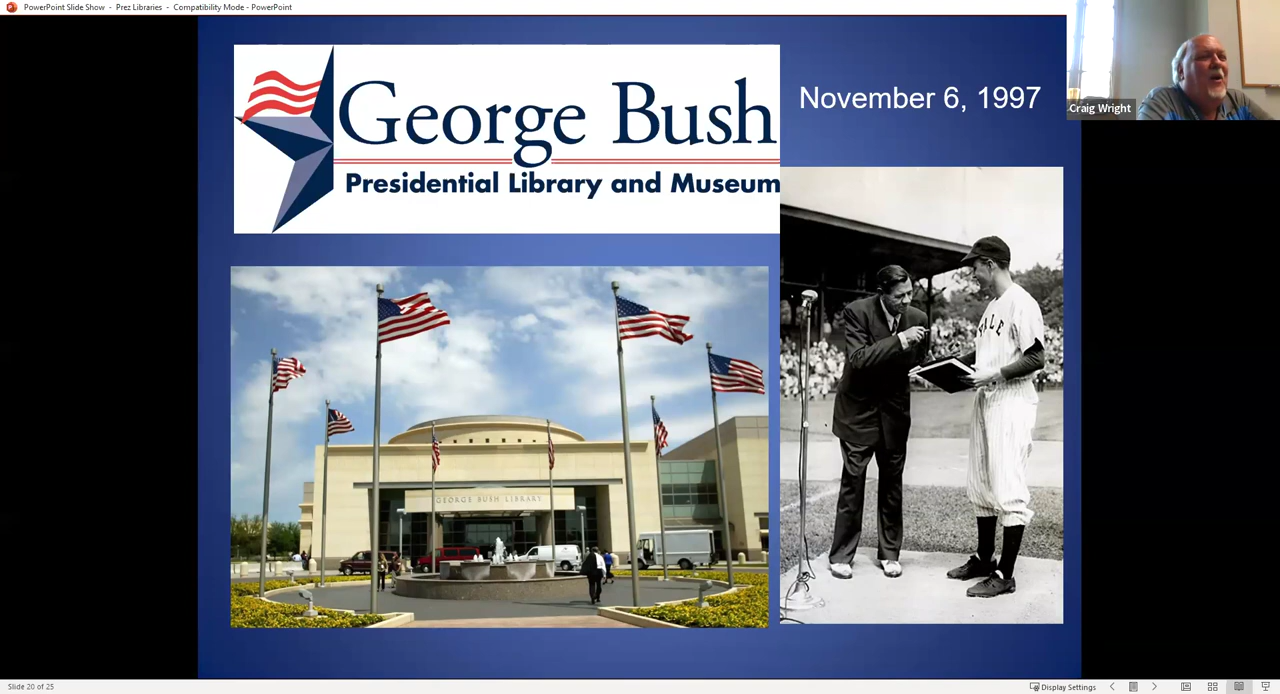 PowerPoint Slide Show - Prez Libraries - Compatibility Mode - PowerPoint
George Bush
Presidential Library and Museum
November 6, 1997
Craig Wright
GEORGE BUSH LIBRARY
ALE
Slide 20 of 25
Display Settings